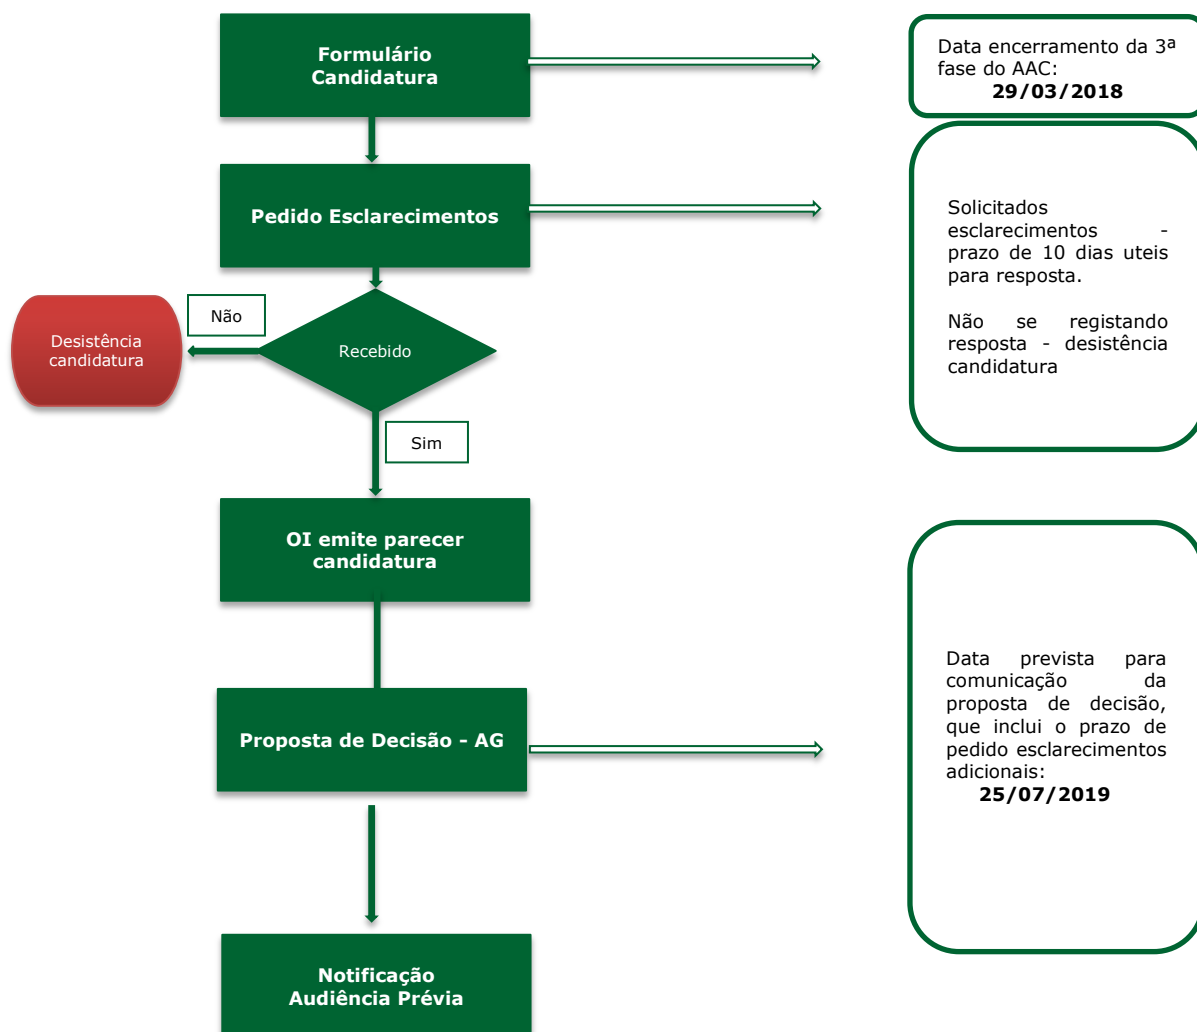 Formulário
Candidatura
Data encerramento da 3ª
fase do AAC:
29/03/2018
Pedido Esclarecimentos
Solicitados
esclarecimentos -
prazo de 10 dias uteis
para resposta.
Não se registando
resposta - desistência
candidatura
Não
Desistência
candidatura
Recebido
Sim
OI emite parecer
candidatura
Proposta de Decisão - AG
Data prevista para
comunicação da
proposta de decisão,
que inclui o prazo de
pedido esclarecimentos
adicionais:
25/07/2019
Notificação
Audiência Prévia